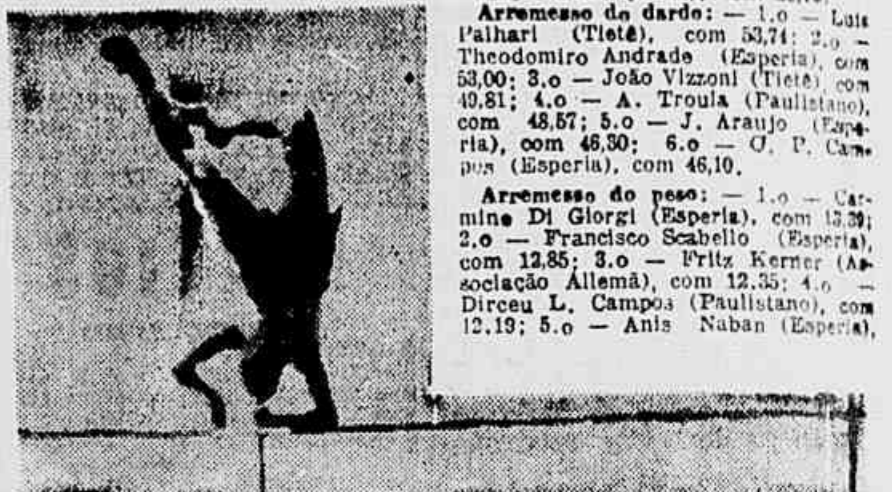 Arremesso do dardo: — 1.o — Luis
Palhari (Tietê), com 53,71; 2.o —
Theodomiro Andrade (Esperia), com
53,00; 3.o — João Vizzoni (Tietê) com
49,81; 4.o — A. Troula (Paulistano),
com 48,57; 5.o — J. Araujo (Espe-
ria), com 46,30; 6.o — O. P. Cam-
pos (Esperia), com 46,10.
Arremesso do peso: — 1.o — Car-
mine Di Giorgi (Esperia), com 13,39;
2.o — Francisco Scabello (Esperia),
com 12,85; 3.o — Fritz Kerner (As-
sociação Allemã), com 12,35; 4.o —
Dirceu L. Campos (Paulistano), com
12,19; 5.o — Anis Naban (Esperia),